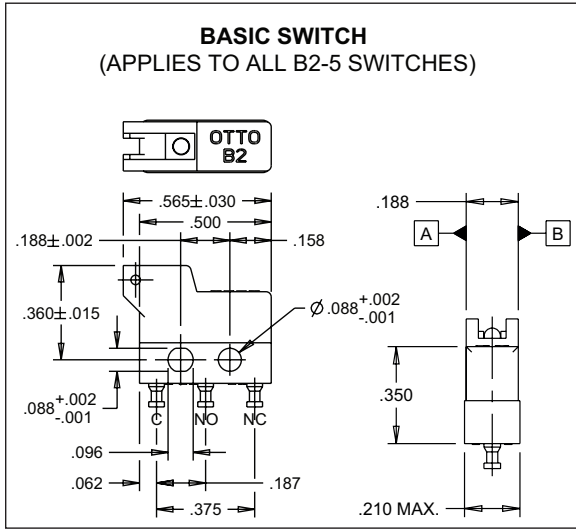 BASIC SWITCH
(APPLIES TO ALL B2-5 SWITCHES)
OTTO
B2
.565±.030
.500
.188±.002
.158
.188
A
B
.360±.015
Ø .088+.002
-.001
.350
.088+.002
-.001
C
NO
NC
.096
.062
.187
.375
.210 MAX.